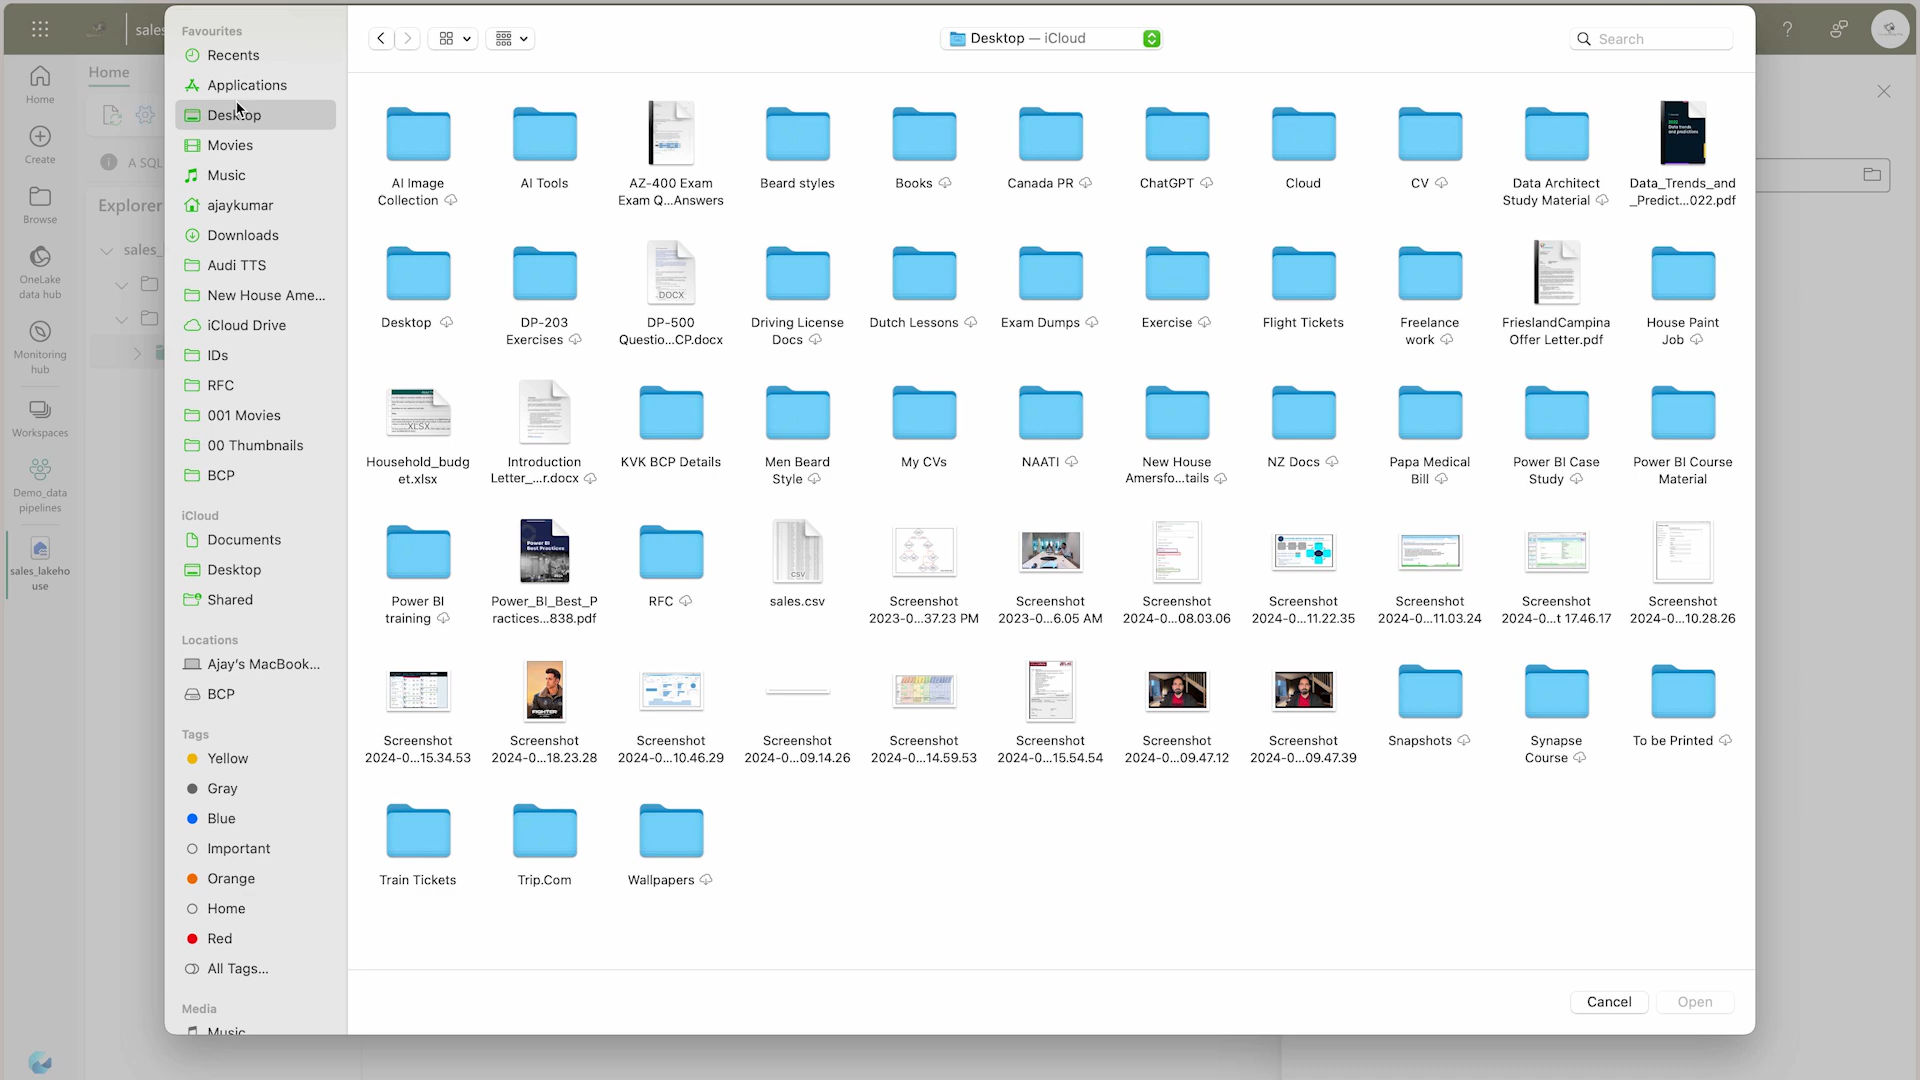 sales_
Home
Home
Create
A SQL
Browse
Explorer
OneLake
data hub
sales_
Monitoring
hub
Workspaces
Demo_data
pipelines
sales_lakeho
use
Favourites
Recents
Applications
Desktop
Movies
Music
ajaykumar
Downloads
Audi TTS
New House Ame...
iCloud Drive
IDs
RFC
001 Movies
00 Thumbnails
BCP
iCloud
Documents
Desktop
Shared
Locations
Ajay's MacBook...
BCP
Tags
Yellow
Gray
Blue
Important
Orange
Home
Red
All Tags...
Media
Music
Desktop — iCloud
Search
AI Image
Collection
AI Tools
AZ-400 Exam
Exam Q...Answers
Beard styles
Books
Canada PR
ChatGPT
Cloud
CV
Data Architect
Study Material
Data_Trends_and
_Predict...022.pdf
Desktop
DP-203
Exercises
DOCX
DP-500
Questio...CP.docx
Driving License
Docs
Dutch Lessons
Exam Dumps
Exercise
Flight Tickets
Freelance
work
FrieslandCampina
Offer Letter.pdf
House Paint
Job
XLSX
Household_budg
et.xlsx
Introduction
Letter_...r.docx
KVK BCP Details
Men Beard
Style
My CVs
NAATI
New House
Amersfo...tails
NZ Docs
Papa Medical
Bill
Power BI Case
Study
Power BI Course
Material
Power BI
training
Power BI
Best Practices
Power_BI_Best_P
ractices...838.pdf
RFC
CSV
sales.csv
Screenshot
2023-0...37.23 PM
Screenshot
2023-0...6.05 AM
Screenshot
2024-0...08.03.06
Screenshot
2024-0...11.22.35
Screenshot
2024-0...11.03.24
Screenshot
2024-0...t 17.46.17
Screenshot
2024-0...10.28.26
Screenshot
2024-0...15.34.53
FIGHTER
Screenshot
2024-0...18.23.28
Screenshot
2024-0...10.46.29
Screenshot
2024-0...09.14.26
Screenshot
2024-0...14.59.53
Screenshot
2024-0...15.54.54
Screenshot
2024-0...09.47.12
Screenshot
2024-0...09.47.39
Snapshots
Synapse
Course
To be Printed
Train Tickets
Trip.Com
Wallpapers
Cancel
Open